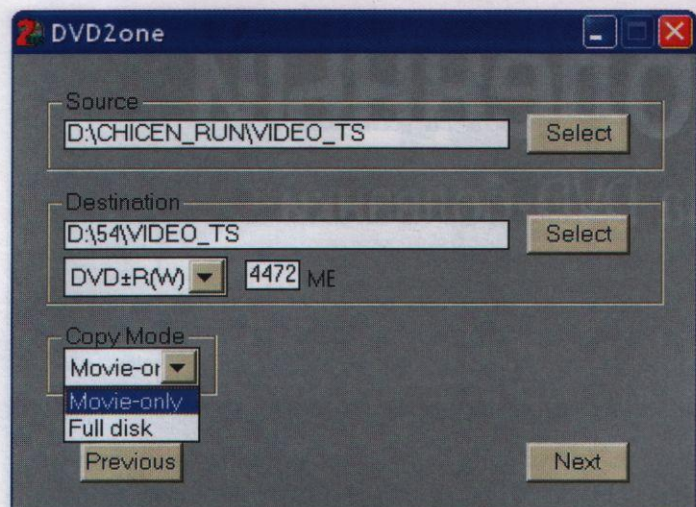 DVD2one
Source
D:\CHICEN_RUN\VIDEO_TS
Select
Destination
D:\54\VIDEO_TS
Select
DVD±R(W)
4472 ME
Copy Mode
Movie-or
Movie-only
Full disk
Previous
Next